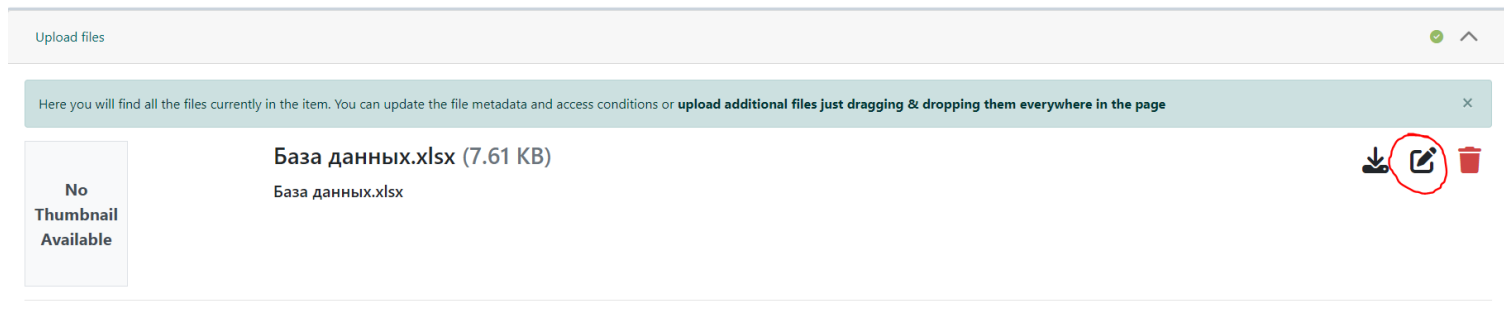 Upload files
Here you will find all the files currently in the item. You can update the file metadata and access conditions or upload additional files just dragging & dropping them everywhere in the page
База данных.xlsx (7.61 KB)
База данных.xlsx
No
Thumbnail
Available